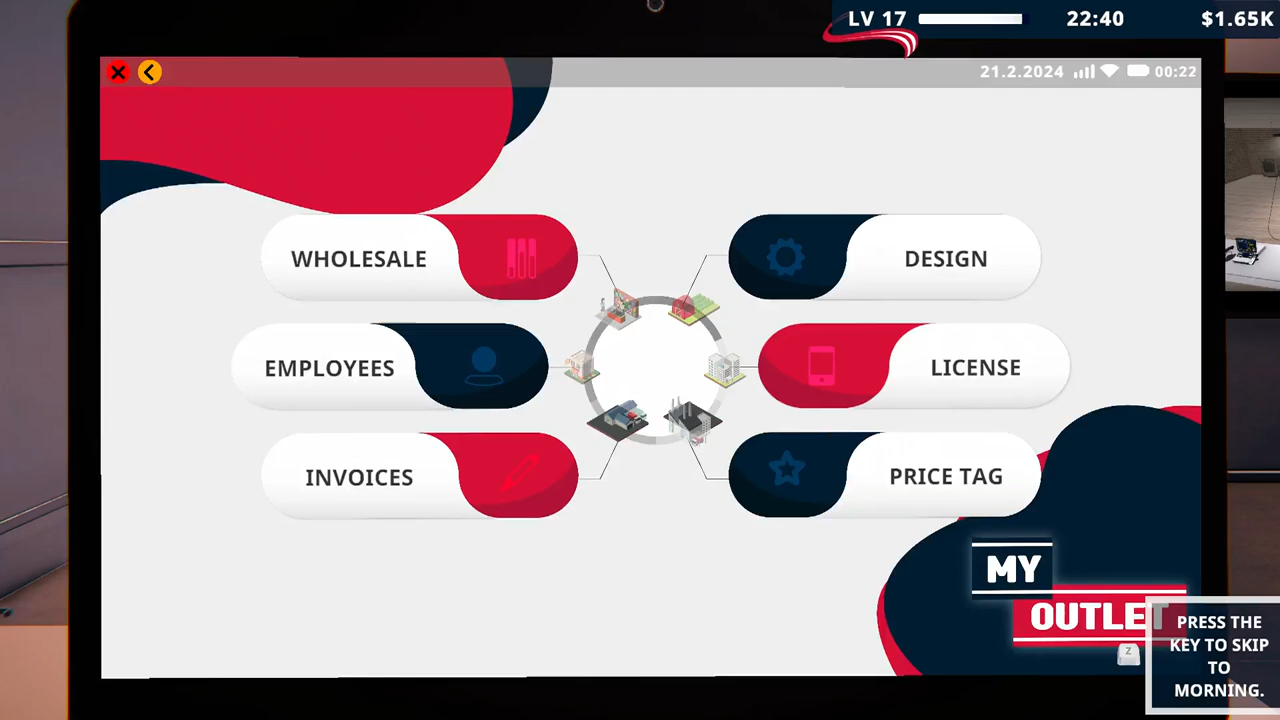 LV 17
22:40
$1.65K
21.2.2024
00:22
WHOLESALE
DESIGN
EMPLOYEES
LICENSE
INVOICES
PRICE TAG
MY
OUTLET
Z
PRESS THE
KEY TO SKIP
TO
MORNING.